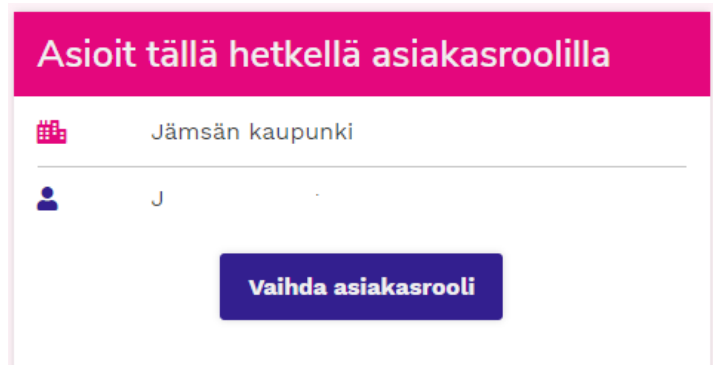 Asioit tällä hetkellä asiakasroolilla
Jämsän kaupunki
J
Vaihda asiakasrooli